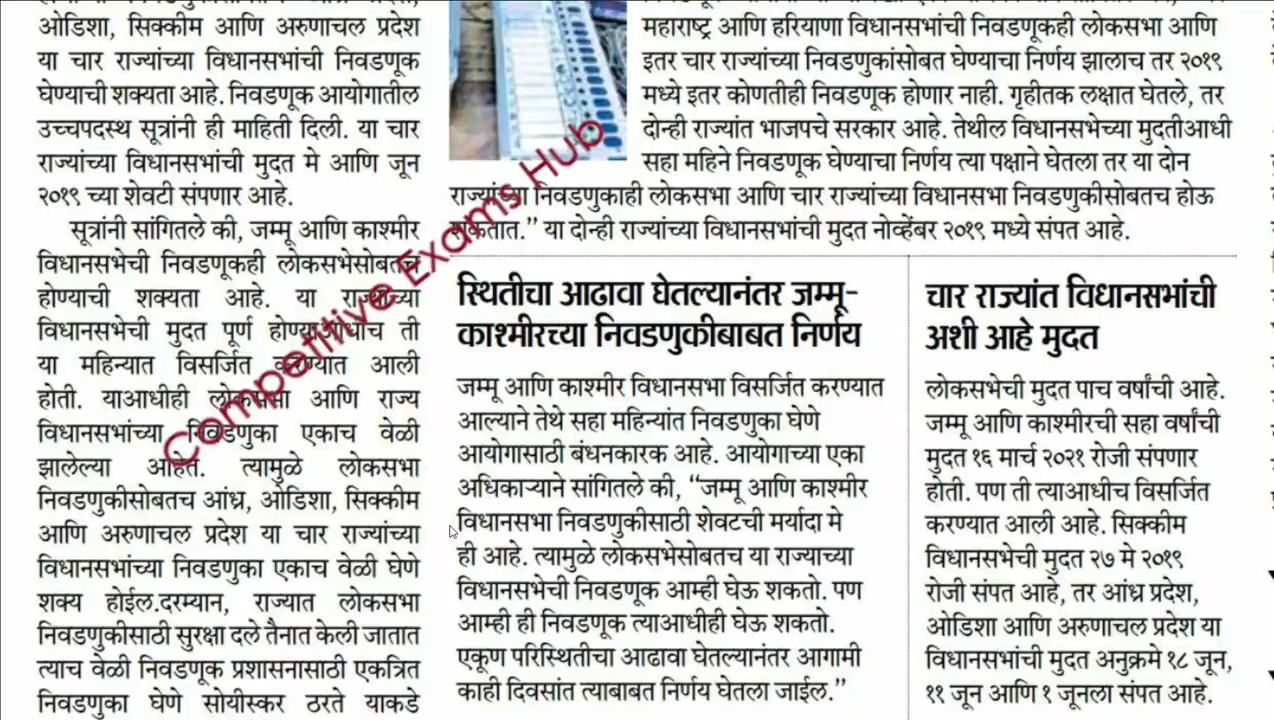 ओडिशा, सिक्कीम आणि अरुणाचल प्रदेश
या चार राज्यांच्या विधानसभांची निवडणूक
घेण्याची शक्यता आहे. निवडणूक आयोगातील
उच्चपदस्थ सूत्रांनी ही माहिती दिली. या चार
राज्यांच्या विधानसभांची मुदत मे आणि जून
२०१९ च्या शेवटी संपणार आहे.
सूत्रांनी सांगितले की, जम्मू आणि काश्मीर
विधानसभेची निवडणूकही लोकसभेसोबतच
होण्याची शक्यता आहे. या राज्याच्या
विधानसभेची मुदत पूर्ण होण्याआधीच ती
या महिन्यात विसर्जित करण्यात आली
होती. याआधीही लोकसभा आणि राज्य
विधानसभांच्या निवडणुका एकाच वेळी
झालेल्या आहेत. त्यामुळे लोकसभा
निवडणुकीसोबतच आंध्र, ओडिशा, सिक्कीम
आणि अरुणाचल प्रदेश या चार राज्यांच्या
विधानसभांच्या निवडणुका एकाच वेळी घेणे
शक्य होईल.दरम्यान, राज्यात लोकसभा
निवडणुकीसाठी सुरक्षा दले तैनात केली जातात
त्याच वेळी निवडणूक प्रशासनासाठी एकत्रित
निवडणुका घेणे सोयीस्कर ठरते याकडे
महाराष्ट्र आणि हरियाणा विधानसभांची निवडणूकही लोकसभा आणि
इतर चार राज्यांच्या निवडणुकांसोबत घेण्याचा निर्णय झालाच तर २०१९
मध्ये इतर कोणतीही निवडणूक होणार नाही. गृहीतक लक्षात घेतले, तर
दोन्ही राज्यांत भाजपचे सरकार आहे. तेथील विधानसभेच्या मुदतीआधी
सहा महिने निवडणूक घेण्याचा निर्णय त्या पक्षाने घेतला तर या दोन
राज्यांच्या निवडणुकाही लोकसभा आणि चार राज्यांच्या विधानसभा निवडणुकीसोबतच होऊ
शकतात.” या दोन्ही राज्यांच्या विधानसभांची मुदत नोव्हेंबर २०१९ मध्ये संपत आहे.
स्थितीचा आढावा घेतल्यानंतर जम्मू-
काश्मीरच्या निवडणुकीबाबत निर्णय
जम्मू आणि काश्मीर विधानसभा विसर्जित करण्यात
आल्याने तेथे सहा महिन्यांत निवडणुका घेणे
आयोगासाठी बंधनकारक आहे. आयोगाच्या एका
अधिकाऱ्याने सांगितले की, “जम्मू आणि काश्मीर
विधानसभा निवडणुकीसाठी शेवटची मर्यादा मे
ही आहे. त्यामुळे लोकसभेसोबतच या राज्याच्या
विधानसभेची निवडणूक आम्ही घेऊ शकतो. पण
आम्ही ही निवडणूक त्याआधीही घेऊ शकतो.
एकूण परिस्थितीचा आढावा घेतल्यानंतर आगामी
काही दिवसांत त्याबाबत निर्णय घेतला जाईल.”
चार राज्यांत विधानसभांची
अशी आहे मुदत
लोकसभेची मुदत पाच वर्षांची आहे.
जम्मू आणि काश्मीरची सहा वर्षांची
मुदत १६ मार्च २०२१ रोजी संपणार
होती. पण ती त्याआधीच विसर्जित
करण्यात आली आहे. सिक्कीम
विधानसभेची मुदत २७ मे २०१९
रोजी संपत आहे, तर आंध्र प्रदेश,
ओडिशा आणि अरुणाचल प्रदेश या
विधानसभांची मुदत अनुक्रमे १८ जून,
११ जून आणि १ जूनला संपत आहे.
Competitive Exams Hub